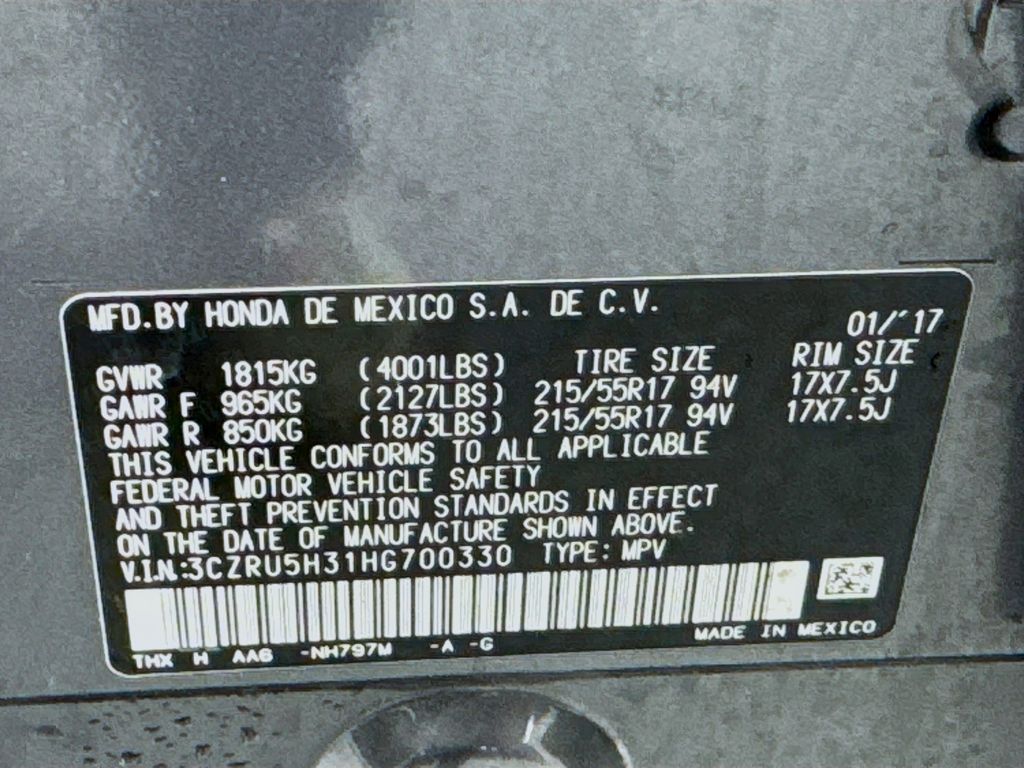 MFD.BY HONDA DE MEXICO S.A. DE C.V.
01/'17
GVWR 1815KG (4001LBS) TIRE SIZE RIM SIZE
GAWR F 965KG (2127LBS) 215/55R17 94V 17X7.5J
GAWR R 850KG (1873LBS) 215/55R17 94V 17X7.5J
THIS VEHICLE CONFORMS TO ALL APPLICABLE
FEDERAL MOTOR VEHICLE SAFETY
AND THEFT PREVENTION STANDARDS IN EFFECT
ON THE DATE OF MANUFACTURE SHOWN ABOVE.
V.I.N.:3CZRU5H31HG700330 TYPE: MPV
MADE IN MEXICO
THX H AA6 -NH797M -A -G